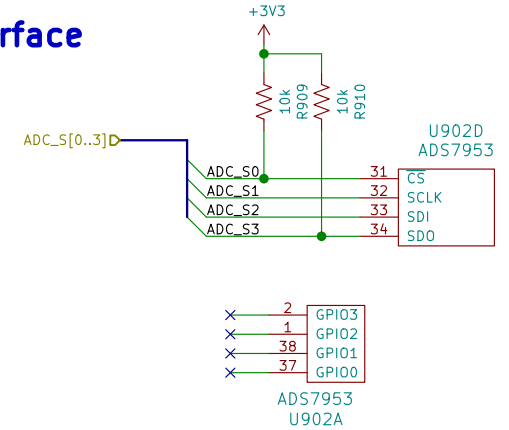 rface
+3V3
10k
R909
10k
R910
ADC_S[0..3]
U902D
ADS7953
ADC_S0 31 CS
ADC_S1 32 SCLK
ADC_S2 33 SDI
ADC_S3 34 SDO
2 GPIO3
1 GPIO2
38 GPIO1
37 GPIO0
ADS7953
U902A